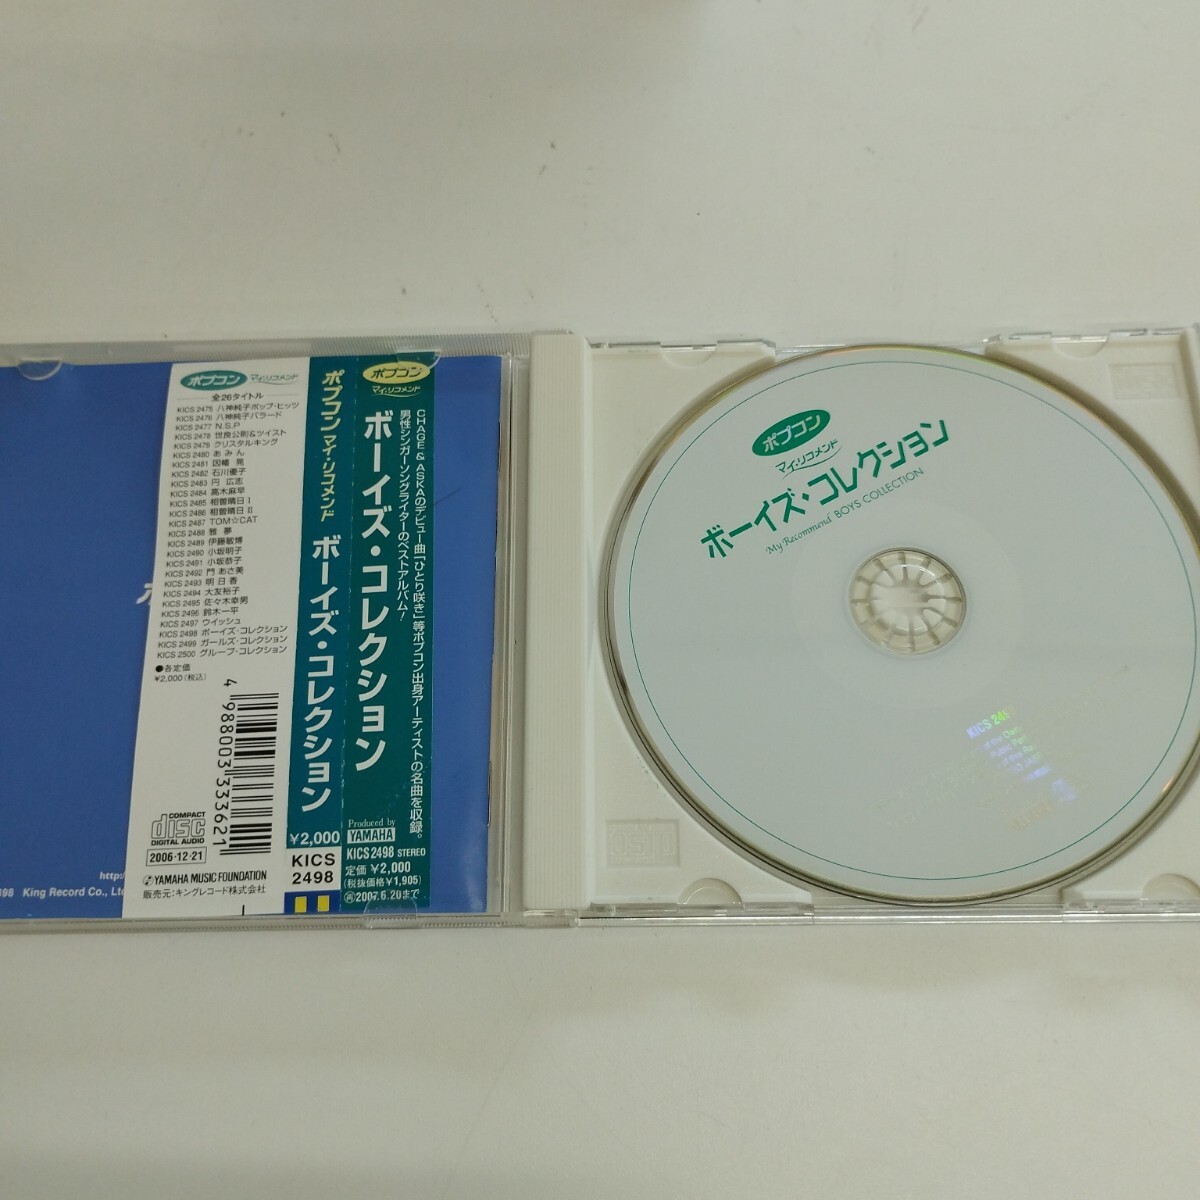 ポプコン
マイ・リコメンド
全26タイトル
KICS 2475 八神純子ポップ・ヒッツ
KICS 2476 八神純子バラード
KICS 2477 N.S.P
KICS 2478 世良公則&ツイスト
KICS 2479 クリスタルキング
KICS 2480 あみん
KICS 2481 因幡 晃
KICS 2482 石川優子
KICS 2483 円 広志
KICS 2484 高木麻早
KICS 2485 相曽晴日 I
KICS 2486 相曽晴日 II
KICS 2487 TOM☆CAT
KICS 2488 雅 夢
KICS 2489 伊藤敏博
KICS 2490 小坂明子
KICS 2491 小坂恭子
KICS 2492 門 あさ美
KICS 2493 明日香
KICS 2494 大友裕子
KICS 2495 佐々木幸男
KICS 2496 鈴木一平
KICS 2497 ウイッシュ
KICS 2498 ボーイズ・コレクション
KICS 2499 ガールズ・コレクション
KICS 2500 グループ・コレクション
●各定価
¥2,000(税込)
4 988003 333621
COMPACT
disc
DIGITAL AUDIO
2006・12・21
YAMAHA MUSIC FOUNDATION
販売元:キングレコード株式会社
http:/
498 King Record Co., Ltd
ポプコン マイ・リコメンド ボーイズ・コレクション
¥2,000
KICS
2498
ポプコン
マイ・リコメンド
CHAGE & ASKAのデビュー曲「ひとり咲き」等ポプコン出身アーティストの名曲を収録。
男性シンガーソングライターのベストアルバム!
ボーイズ・コレクション
Produced by
YAMAHA
KICS 2498 STEREO
定価 ¥2,000
(税抜価格¥1,905)
2007.6.20まで
ポプコン
マイ・リコメンド
ボーイズ・コレクション
"My Recommend" BOYS COLLECTION